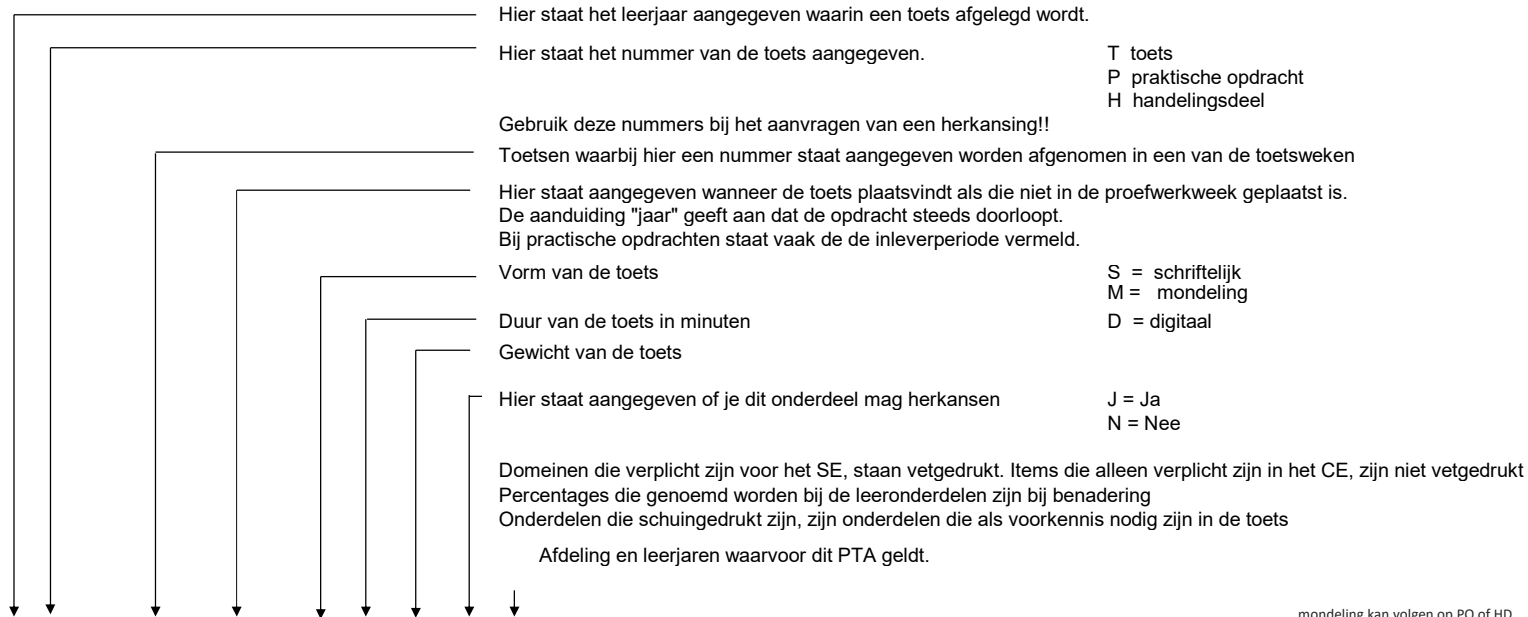 Hier staat het leerjaar aangegeven waarin een toets afgelegd wordt.
Hier staat het nummer van de toets aangegeven. T toets
P praktische opdracht
H handelingsdeel
Gebruik deze nummers bij het aanvragen van een herkansing!!
Toetsen waarbij hier een nummer staat aangegeven worden afgenomen in een van de toetsweken
Hier staat aangegeven wanneer de toets plaatsvindt als die niet in de proefwerkweek geplaatst is.
De aanduiding "jaar" geeft aan dat de opdracht steeds doorloopt.
Bij practische opdrachten staat vaak de de inleverperiode vermeld.
Vorm van de toets S = schriftelijk
M = mondeling
Duur van de toets in minuten D = digitaal
Gewicht van de toets
Hier staat aangegeven of je dit onderdeel mag herkansen J = Ja
N = Nee
Domeinen die verplicht zijn voor het SE, staan vetgedrukt. Items die alleen verplicht zijn in het CE, zijn niet vetgedrukt
Percentages die genoemd worden bij de leeronderdelen zijn bij benadering
Onderdelen die schuingedrukt zijn, zijn onderdelen die als voorkennis nodig zijn in de toets
Afdeling en leerjaren waarvoor dit PTA geldt.
mondeling kan volgen op PO of HD